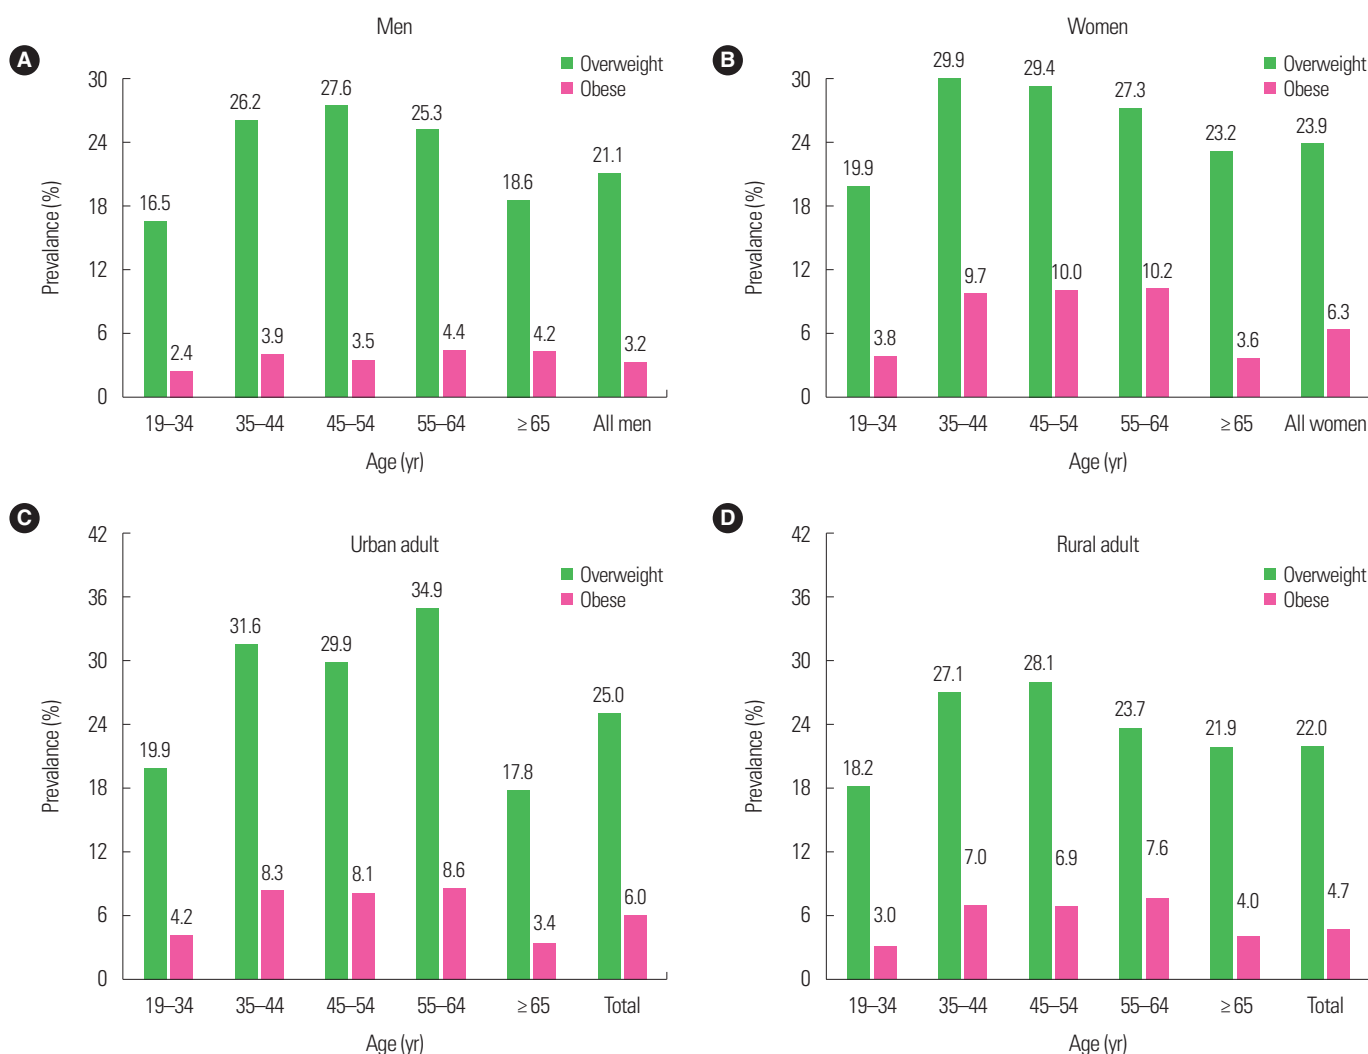 Men
A
Overweight
Obese
30
24
18
12
6
0
Prevalance (%)
16.5
2.4
26.2
3.9
27.6
3.5
25.3
4.4
18.6
4.2
21.1
3.2
19–34 35–44 45–54 55–64 ≥ 65 All men
Age (yr)
Women
B
Overweight
Obese
30
24
18
12
6
0
Prevalance (%)
19.9
3.8
29.9
9.7
29.4
10.0
27.3
10.2
23.2
3.6
23.9
6.3
19–34 35–44 45–54 55–64 ≥ 65 All women
Age (yr)
C
Urban adult
Overweight
Obese
42
36
30
24
18
12
6
0
Prevalance (%)
19.9
4.2
31.6
8.3
29.9
8.1
34.9
8.6
17.8
3.4
25.0
6.0
19–34 35–44 45–54 55–64 ≥ 65 Total
Age (yr)
D
Rural adult
Overweight
Obese
42
36
30
24
18
12
6
0
Prevalance (%)
18.2
3.0
27.1
7.0
28.1
6.9
23.7
7.6
21.9
4.0
22.0
4.7
19–34 35–44 45–54 55–64 ≥ 65 Total
Age (yr)